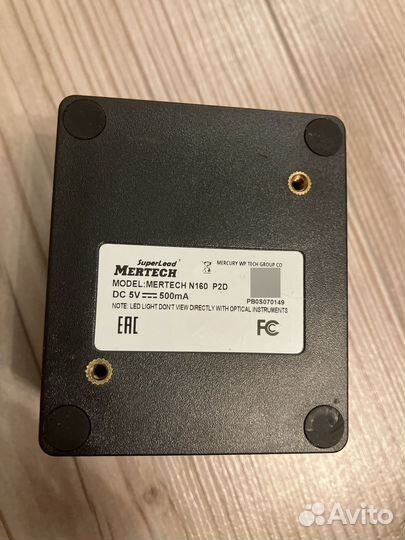 SuperLead
MERTECH
MERCURY WP TECH GROUP CO
MODEL:MERTECH N160 P2D
DC 5V 500mA
PB0S070149
NOTE: LED LIGHT DON'T VIEW DIRECTLY WITH OPTICAL INSTRUMENTS
EAC
FC
Avito